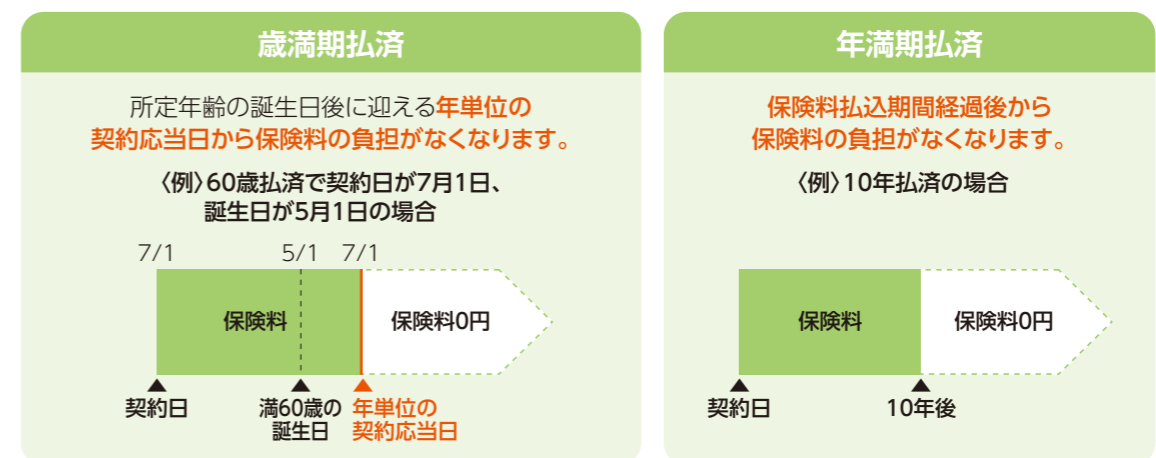 歳満期払済
所定年齢の誕生日後に迎える年単位の
契約応当日から保険料の負担がなくなります。
〈例〉60歳払済で契約日が7月1日、
誕生日が5月1日の場合
7/1 5/1 7/1
保険料 保険料0円
契約日 満60歳の 年単位の
誕生日 契約応当日
年満期払済
保険料払込期間経過後から
保険料の負担がなくなります。
〈例〉10年払済の場合
保険料 保険料0円
契約日 10年後